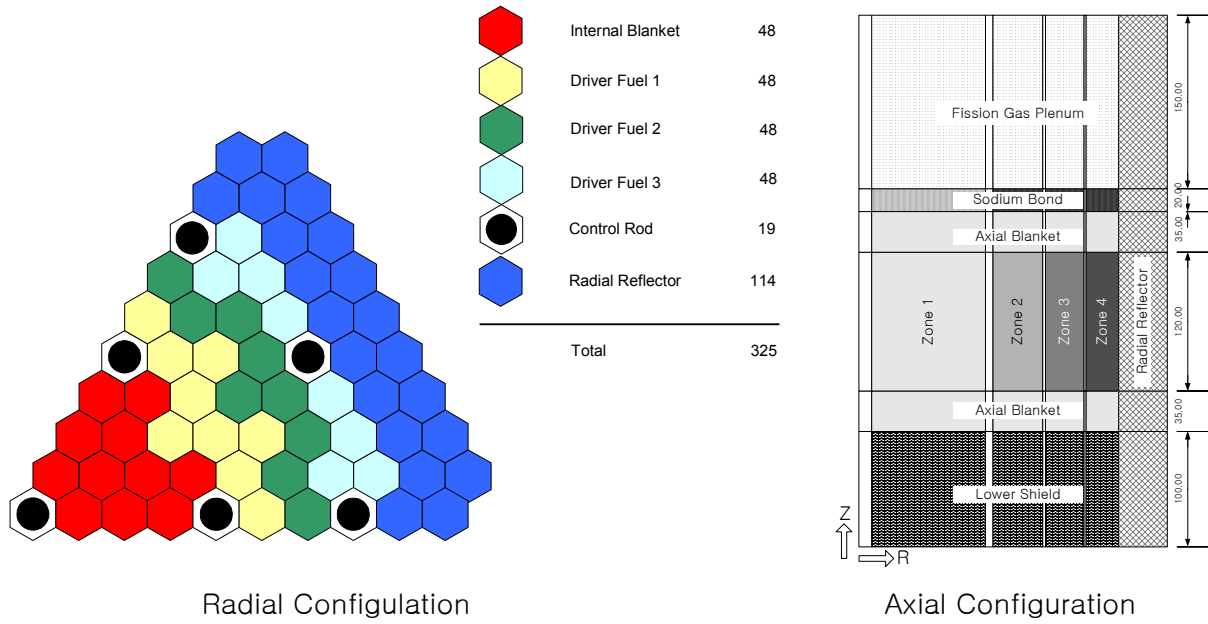 Internal Blanket 48
Driver Fuel 1 48
Driver Fuel 2 48
Driver Fuel 3 48
Control Rod 19
Radial Reflector 114
Total 325
Radial Configulation
Fission Gas Plenum
Sodium Bond
Axial Blanket
Zone 1
Zone 2
Zone 3
Zone 4
Radial Reflector
Axial Blanket
Lower Shield
150.00
20.00
35.00
120.00
35.00
100.00
Z
R
Axial Configuration